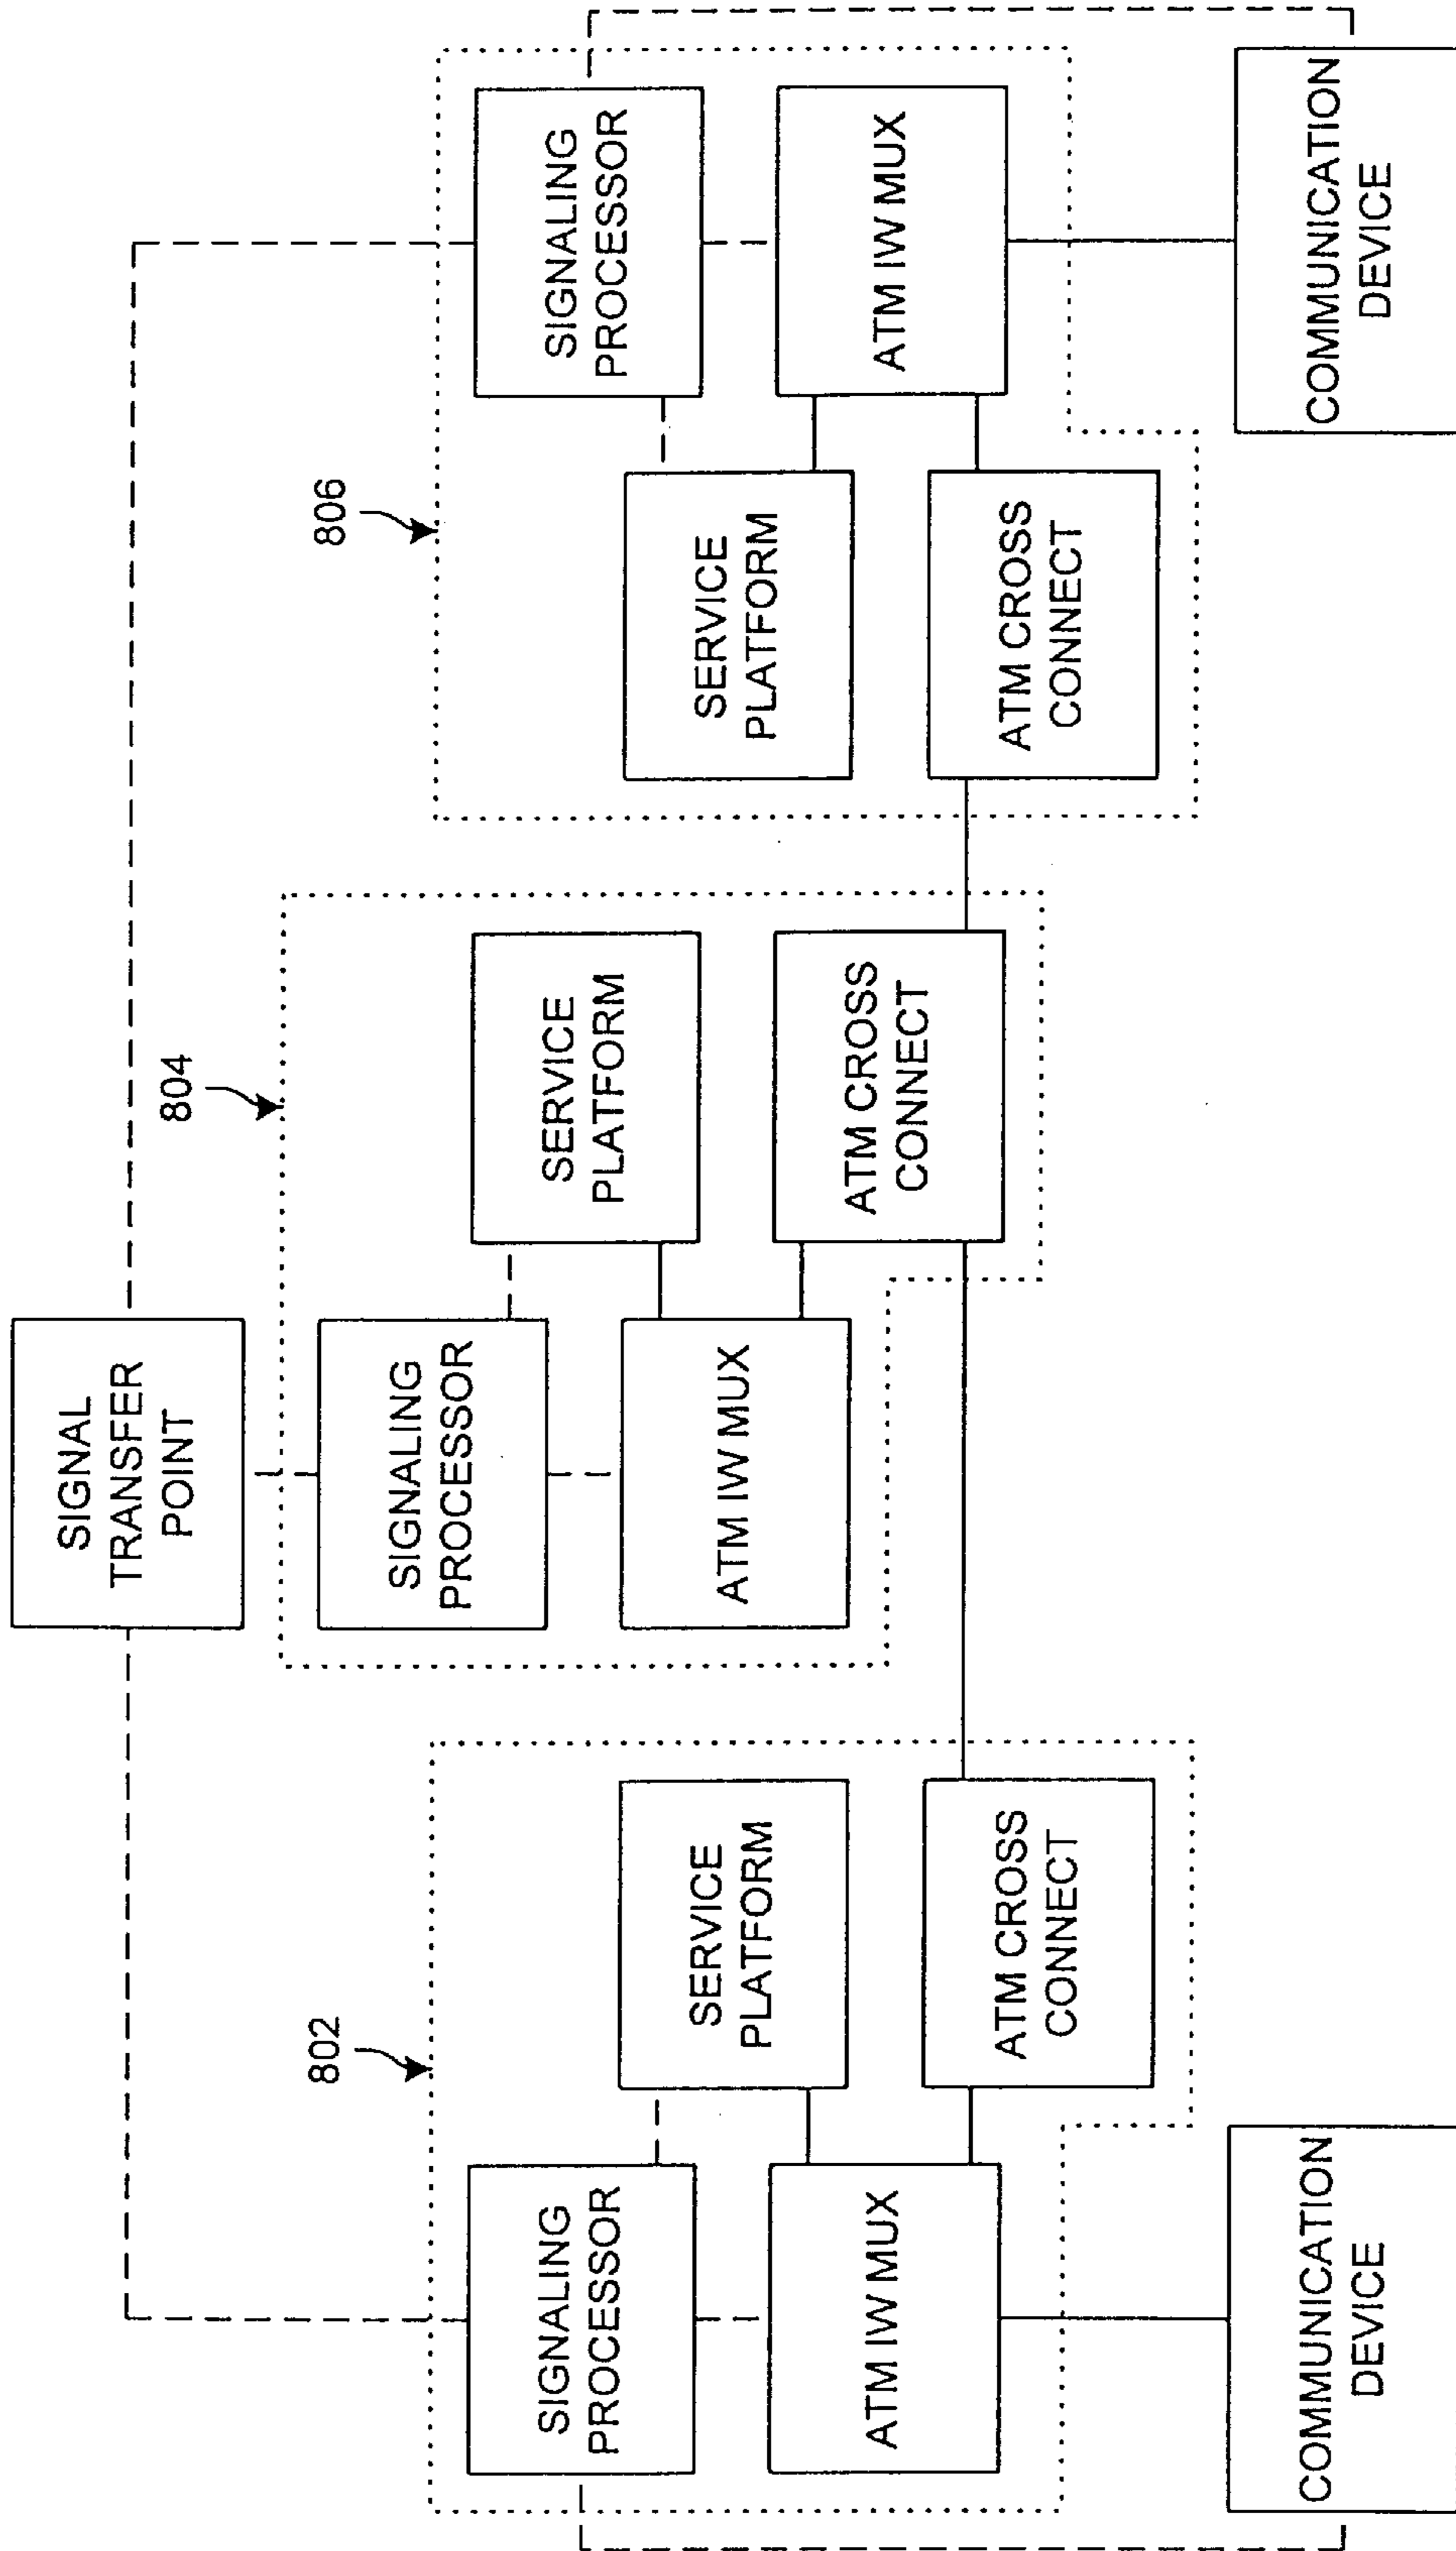 SIGNAL
TRANSFER
POINT
802
SIGNALING
PROCESSOR
SERVICE
PLATFORM
ATM IW MUX
ATM CROSS
CONNECT
COMMUNICATION
DEVICE
804
SIGNALING
PROCESSOR
SERVICE
PLATFORM
ATM IW MUX
ATM CROSS
CONNECT
806
SERVICE
PLATFORM
SIGNALING
PROCESSOR
ATM CROSS
CONNECT
ATM IW MUX
COMMUNICATION
DEVICE